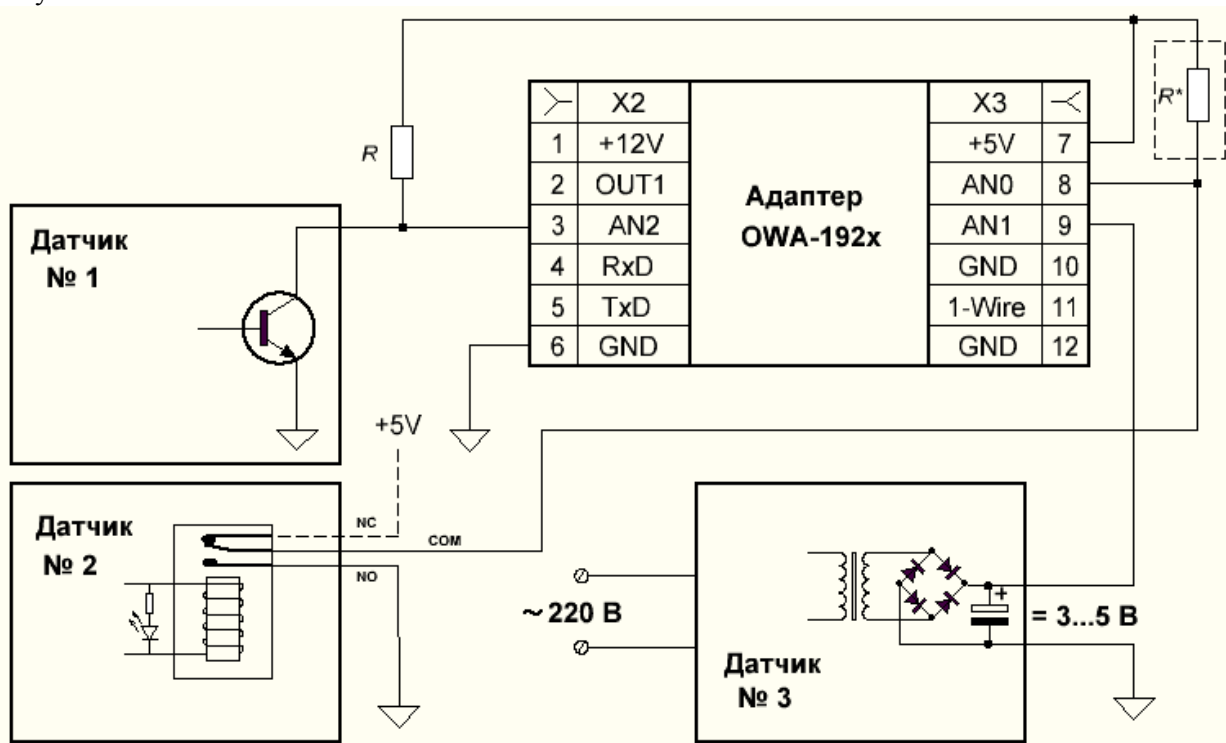 R*
R
X2 X3
1 +12V +5V 7
2 OUT1 AN0 8
3 AN2 AN1 9
4 RxD GND 10
5 TxD 1-Wire 11
6 GND GND 12
Адаптер
OWA-192x
Датчик
№ 1
+5V
Датчик
№ 2
NC
COM
NO
~ 220 В
= 3...5 В
Датчик
№ 3